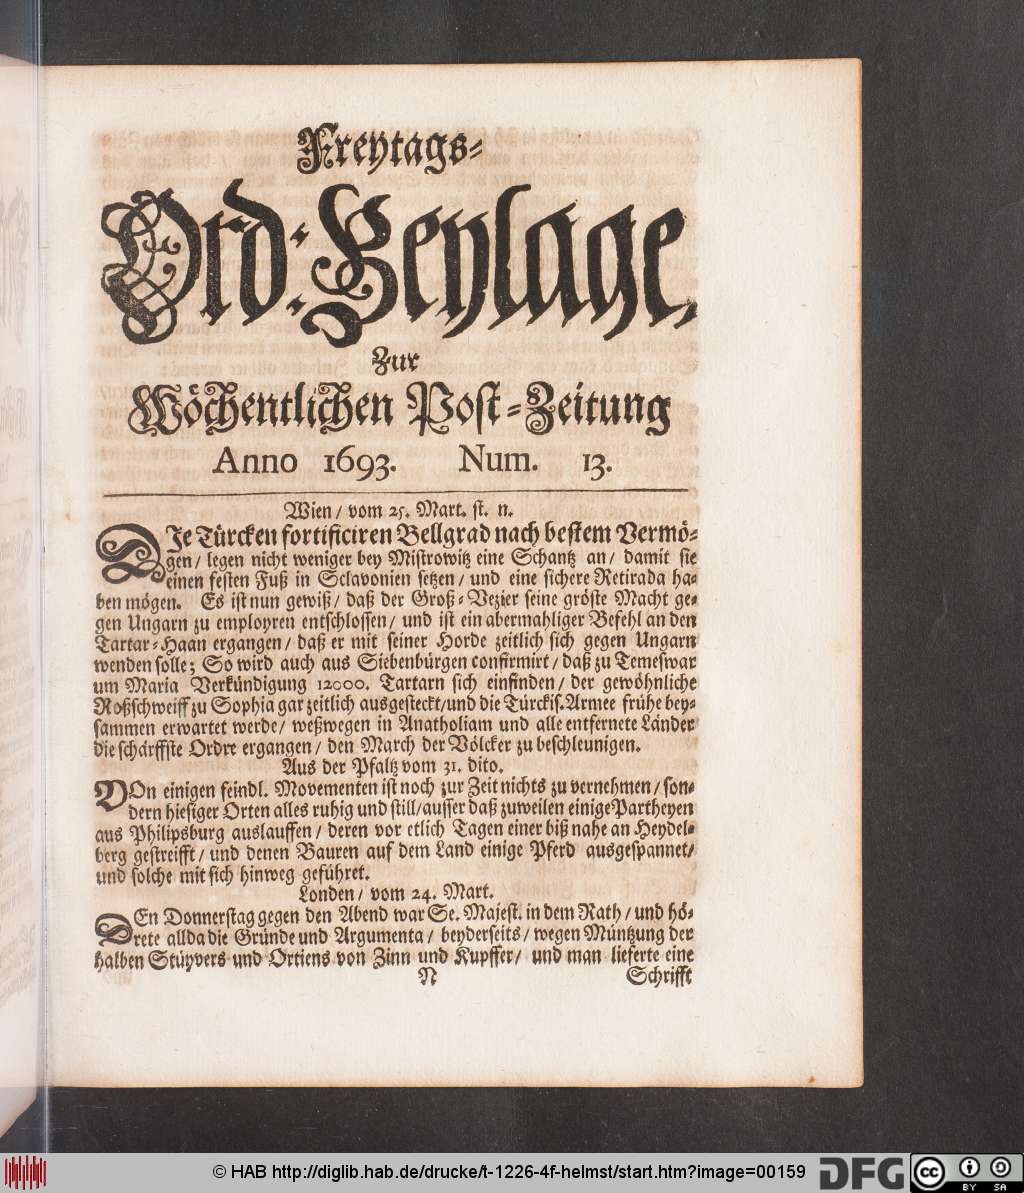 Freytags-
Ord: Beylage,
Zur
Wöchentlichen Post-Zeitung
Anno 1693. Num. 13.
Wien/ vom 25. Mart. st. n.
DJe Türcken fortificiren Bellgrad nach bestem Vermö-
gen/ legen nicht weniger bey Mistrowitz eine Schantz an/ damit sie
einen festen Fuß in Sclavonien setzen/ und eine sichere Retirada ha-
ben mögen. Es ist nun gewiß/ daß der Groß-Vezier seine gröste Macht ge-
gen Ungarn zu employren entschlossen/ und ist ein abermahliger Befehl an den
Tartar-Haan ergangen/ daß er mit seiner Horde zeitlich sich gegen Ungarn
wenden solle; So wird auch aus Siebenbürgen confirmirt/ daß zu Temeswar
um Maria Verkündigung 12000. Tartarn sich einfinden/ der gewöhnliche
Roßschweiff zu Sophia gar zeitlich ausgesteckt/und die Türckis. Armee frühe bey-
sammen erwartet werde/ weßwegen in Anatholiam und alle entfernete Länder
die schärffste Ordre ergangen/ den March der Völcker zu beschleunigen.
Aus der Pfaltz vom 31. dito.
VOn einigen feindl. Movementen ist noch zur Zeit nichts zu vernehmen/ son-
dern hiesiger Orten alles ruhig und still/ ausser daß zuweilen einige Partheyen
aus Philipsburg auslauffen/ deren vor etlich Tagen einer biß nahe an Heydel-
berg gestreifft/ und denen Bauren auf dem Land einige Pferd ausgespannet/
und solche mit sich hinweg geführet.
Londen/ vom 24. Mart.
DEn Donnerstag gegen den Abend war Se. Majest. in dem Rath/ und hö-
rete allda die Gründe und Argumenta/ beyderseits/ wegen Müntzung der
halben Stüyvers und Ortiens von Zinn und Kupffer/ und man lieferte eine
N Schrifft
© HAB http://diglib.hab.de/drucke/t-1226-4f-helmst/start.htm?image=00159
DFG
cc
BY SA